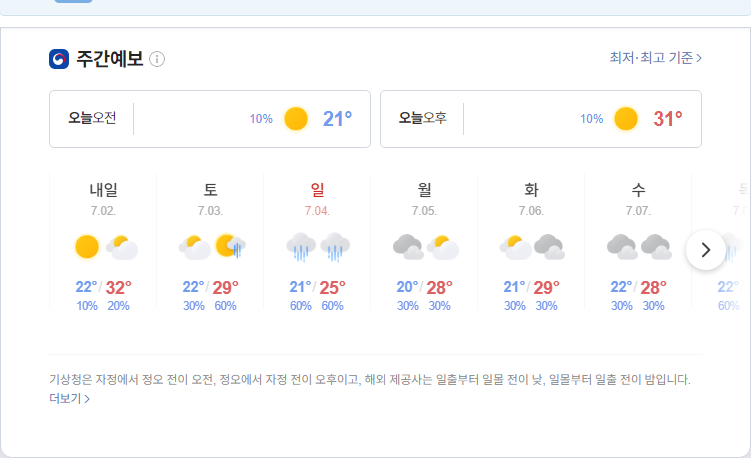 주간예보
최저·최고 기준
오늘오전 10% 21°
오늘오후 10% 31°
내일 토 일 월 화 수
7.02. 7.03. 7.04. 7.05. 7.06. 7.07.
22°/32° 22°/29° 21°/25° 20°/28° 21°/29° 22°/28° 22°
10% 20% 30% 60% 60% 60% 30% 30% 30% 30% 30% 30% 60%
기상청은 자정에서 정오 전이 오전, 정오에서 자정 전이 오후이고, 해외 제공사는 일출부터 일몰 전이 낮, 일몰부터 일출 전이 밤입니다.
더보기